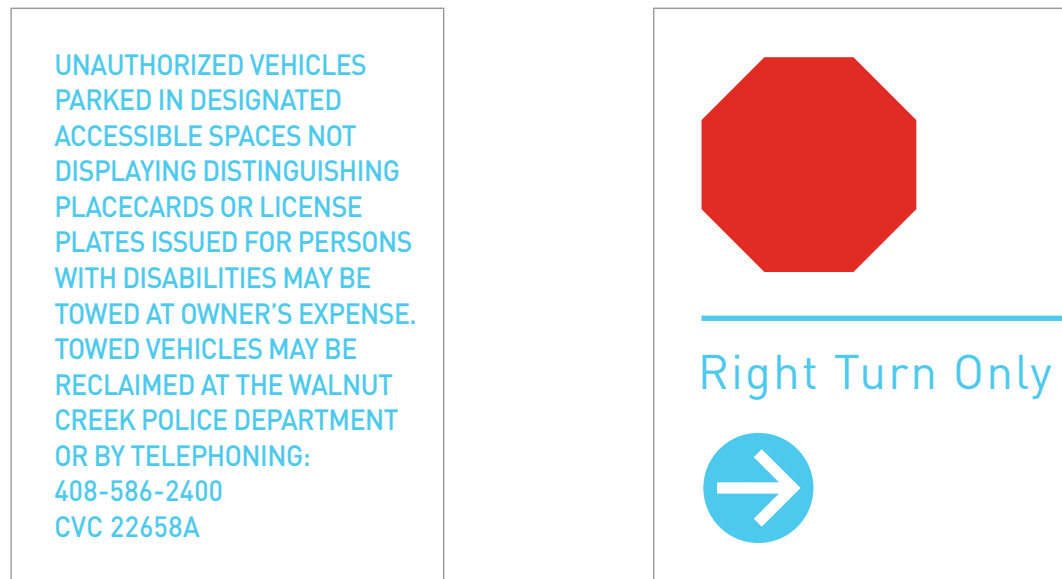 UNAUTHORIZED VEHICLES
PARKED IN DESIGNATED
ACCESSIBLE SPACES NOT
DISPLAYING DISTINGUISHING
PLACECARDS OR LICENSE
PLATES ISSUED FOR PERSONS
WITH DISABILITIES MAY BE
TOWED AT OWNER’S EXPENSE.
TOWED VEHICLES MAY BE
RECLAIMED AT THE WALNUT
CREEK POLICE DEPARTMENT
OR BY TELEPHONING:
408-586-2400
CVC 22658A
Right Turn Only